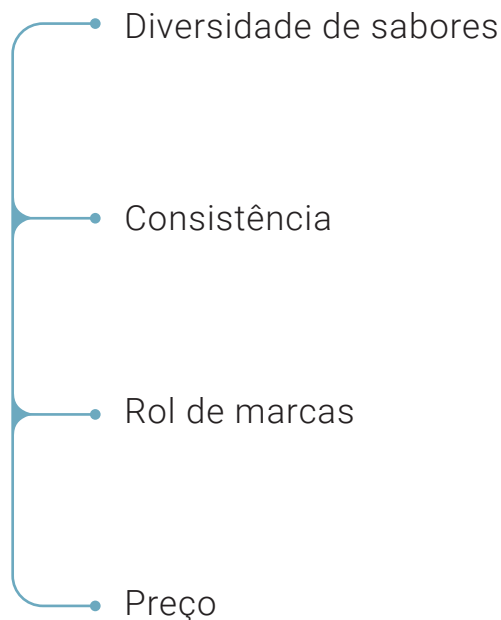 Diversidade de sabores
Consistência
Rol de marcas
Preço